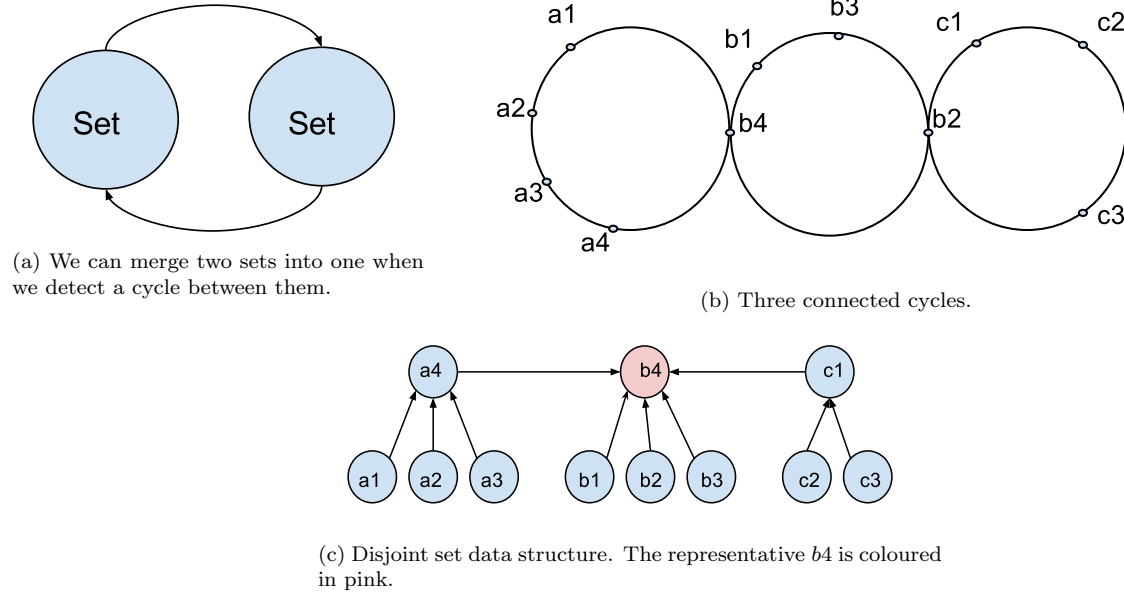 Set
Set
(a) We can merge two sets into one when
we detect a cycle between them.
a1
a2
a3
a4
b1
b3
b4
c1
c2
b2
c3
(b) Three connected cycles.
a4
b4
c1
a1
a2
a3
b1
b2
b3
c2
c3
(c) Disjoint set data structure. The representative b4 is coloured
in pink.